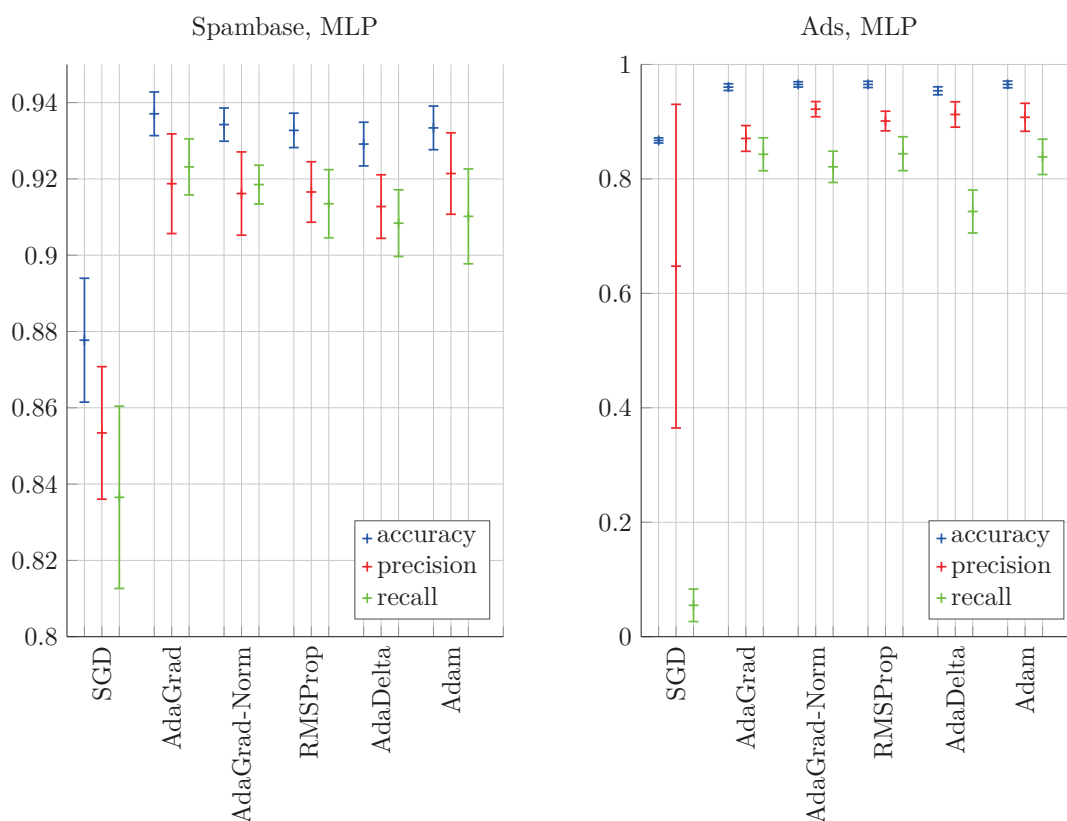 Spambase, MLP
0.94
0.92
0.9
0.88
0.86
0.84
0.82
0.8
accuracy
precision
recall
SGD
AdaGrad
AdaGrad-Norm
RMSProp
AdaDelta
Adam
Ads, MLP
1
0.8
0.6
0.4
0.2
0
accuracy
precision
recall
SGD
AdaGrad
AdaGrad-Norm
RMSProp
AdaDelta
Adam